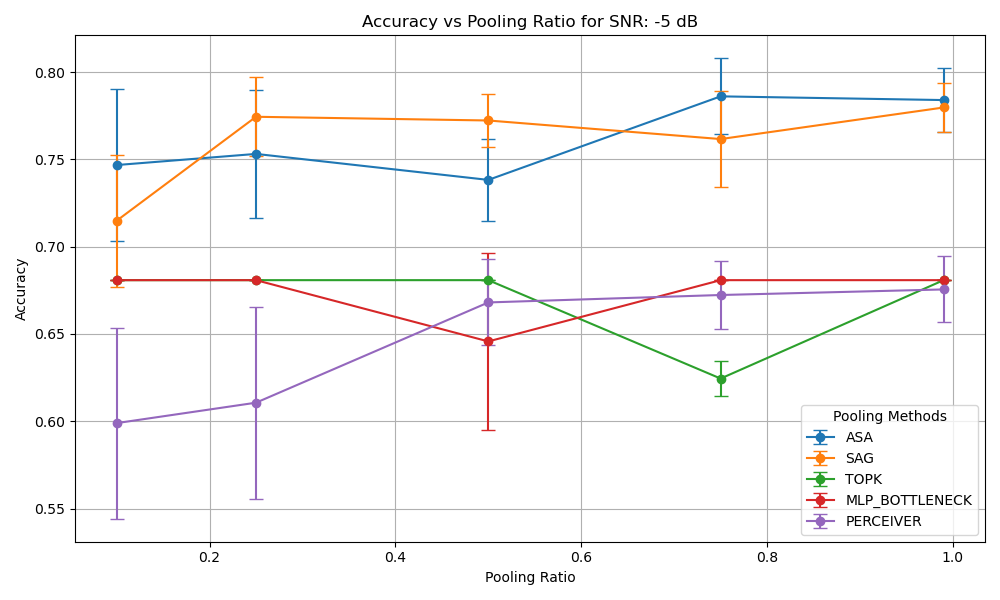 Accuracy vs Pooling Ratio for SNR: -5 dB
Accuracy
0.80
0.75
0.70
0.65
0.60
0.55
0.2
0.4
0.6
0.8
1.0
Pooling Ratio
Pooling Methods
ASA
SAG
TOPK
MLP_BOTTLENECK
PERCEIVER